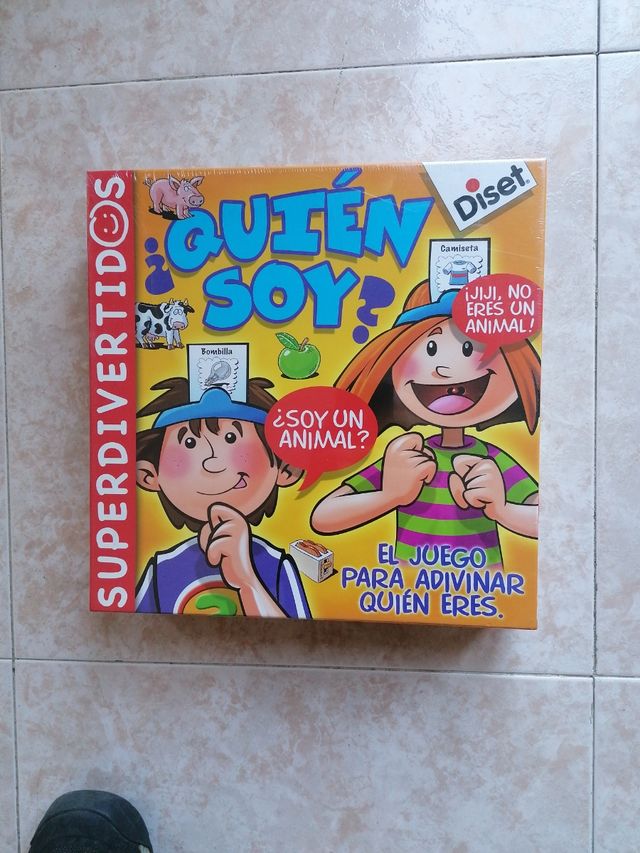 SUPERDIVERTIDOS
¿QUIÉN
SOY?
Diset
Camiseta
¡JIJI, NO
ERES UN
ANIMAL!
Bombilla
¿SOY UN
ANIMAL?
EL JUEGO
PARA ADIVINAR
QUIÉN ERES.